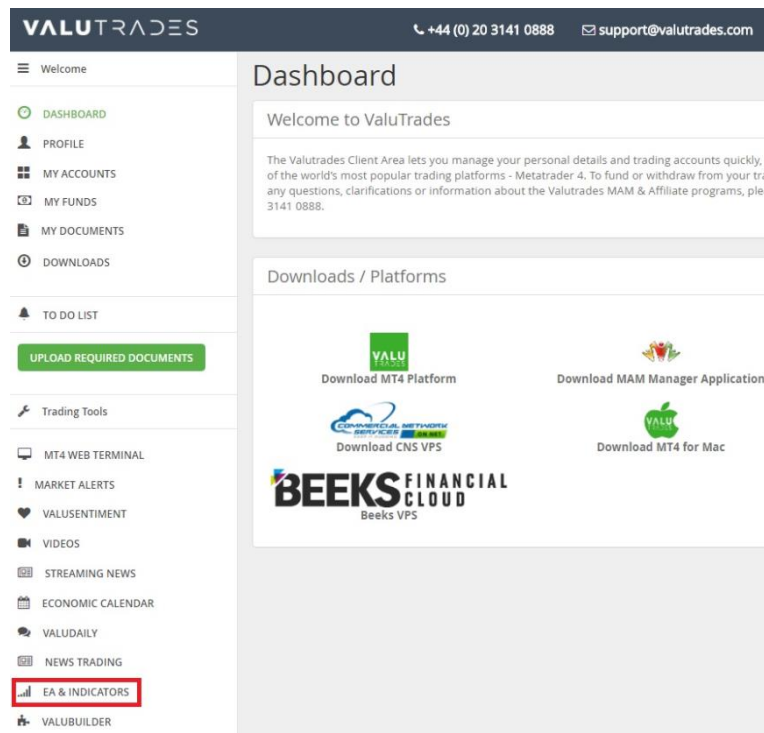 VALUTRADES
+44 (0) 20 3141 0888
support@valutrades.com
Welcome
DASHBOARD
PROFILE
MY ACCOUNTS
MY FUNDS
MY DOCUMENTS
DOWNLOADS
TO DO LIST
UPLOAD REQUIRED DOCUMENTS
Trading Tools
MT4 WEB TERMINAL
MARKET ALERTS
VALUSENTIMENT
VIDEOS
STREAMING NEWS
ECONOMIC CALENDAR
VALUDAILY
NEWS TRADING
EA & INDICATORS
VALUBUILDER
Dashboard
Welcome to ValuTrades
The Valutrades Client Area lets you manage your personal details and trading accounts quickly,
of the world's most popular trading platforms - Metatrader 4. To fund or withdraw from your tra
any questions, clarifications or information about the Valutrades MAM & Affiliate programs, ple
3141 0888.
Downloads / Platforms
VALU
TRADES
Download MT4 Platform
Download MAM Manager Application
COMMERCIAL NETWORK
SERVICES
Download CNS VPS
VALU
TRADES
Download MT4 for Mac
BEEKS FINANCIAL
CLOUD
Beeks VPS